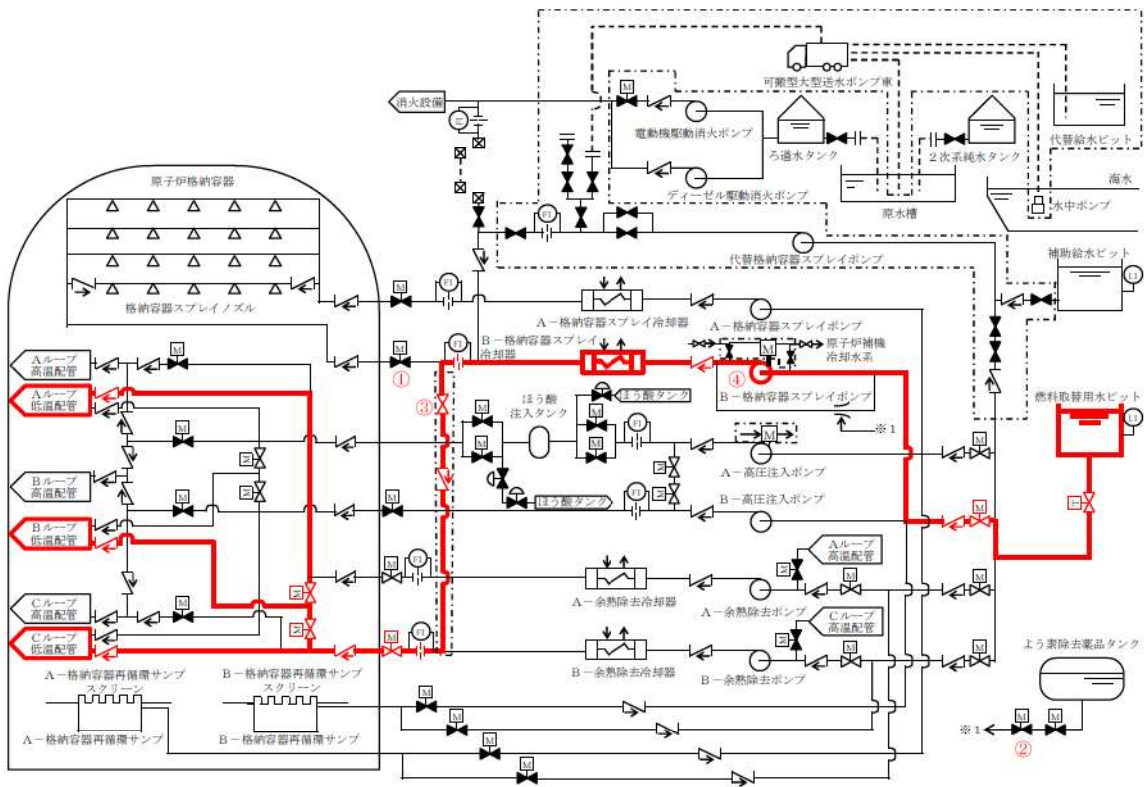 可搬型大型送水ポンプ車
消火設備
M
FI
電動機駆動消火ポンプ
ろ過水タンク
2次系純水タンク
代替給水ピット
ディーゼル駆動消火ポンプ
原水槽
海水
水中ポンプ
原子炉格納容器
FI
代替格納容器スプレイポンプ
補助給水ピット
LI
格納容器スプレイノズル
M
FI
A-格納容器スプレイ冷却器
A-格納容器スプレイポンプ
B-格納容器スプレイ
冷却器
M
原子炉補機
冷却水系
Aループ
高温配管
M
M
①
FI
④
Aループ
低温配管
③
ほう酸
注入タンク
ほう酸タンク
B-格納容器スプレイポンプ
燃料取替用水ピット
LI
※1
M
M
M
FI
M
M
A-高圧注入ポンプ
M
Bループ
高温配管
M
M
M
M
ほう酸タンク
FI
M
B-高圧注入ポンプ
M
Bループ
低温配管
Aループ
高温配管
M
M
FI
M
M
M
Cループ
高温配管
M
M
A-余熱除去冷却器
A-余熱除去ポンプ
Cループ
高温配管
Cループ
低温配管
M
M
FI
M
M
M
B-余熱除去冷却器
B-余熱除去ポンプ
よう素除去薬品タンク
A-格納容器再循環サンプ
スクリーン
B-格納容器再循環サンプ
スクリーン
M
M
M
M
※1
②
A-格納容器再循環サンプ
B-格納容器再循環サンプ
M
M